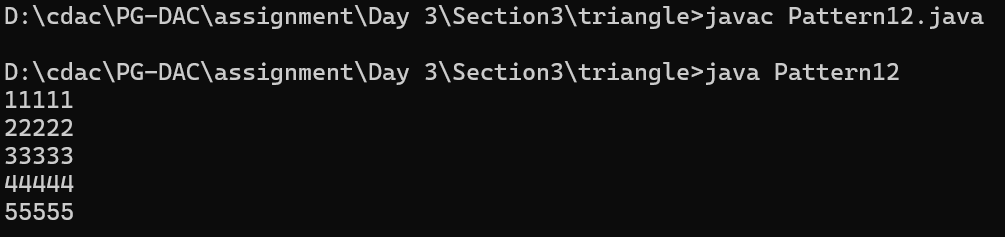 D:\cdac\PG-DAC\assignment\Day 3\Section3\triangle>javac Pattern12.java
D:\cdac\PG-DAC\assignment\Day 3\Section3\triangle>java Pattern12
11111
22222
33333
44444
55555